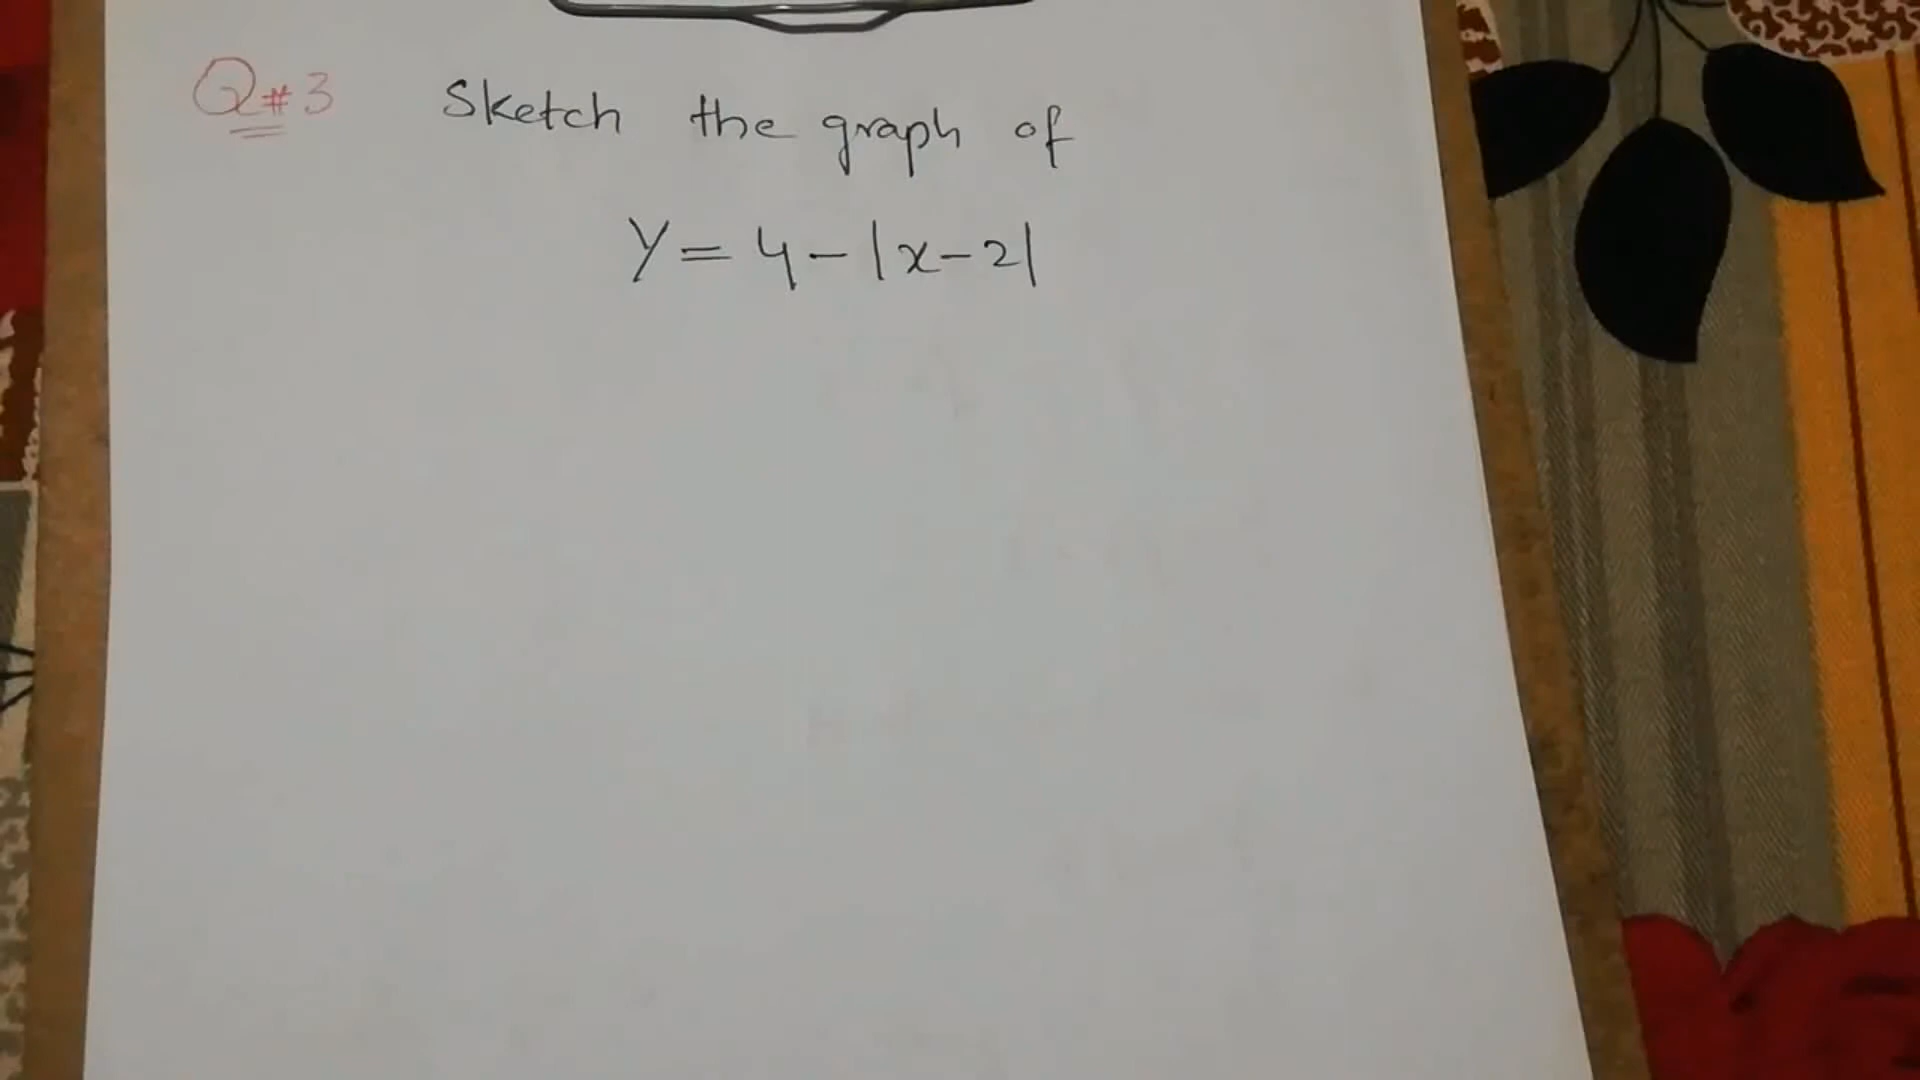 Q#3 Sketch the graph of
Y = 4 - |x - 2|